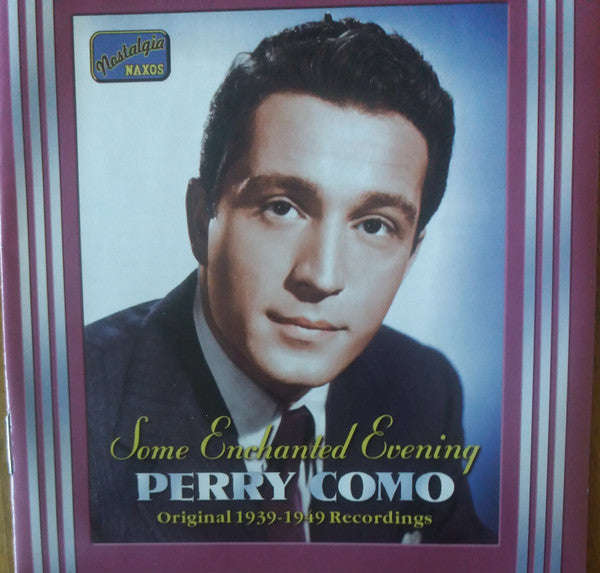 Nostalgia
NAXOS
Some Enchanted Evening
PERRY COMO
Original 1939-1949 Recordings